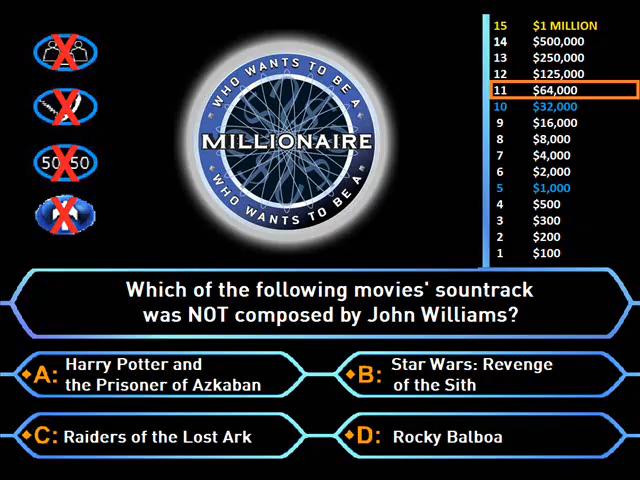 50 50
WHO WANTS TO BE A
MILLIONAIRE
WHO WANTS TO BE A
15 $1 MILLION
14 $500,000
13 $250,000
12 $125,000
11 $64,000
10 $32,000
9 $16,000
8 $8,000
7 $4,000
6 $2,000
5 $1,000
4 $500
3 $300
2 $200
1 $100
Which of the following movies' sountrack
was NOT composed by John Williams?
A: Harry Potter and
the Prisoner of Azkaban
B: Star Wars: Revenge
of the Sith
C: Raiders of the Lost Ark
D: Rocky Balboa